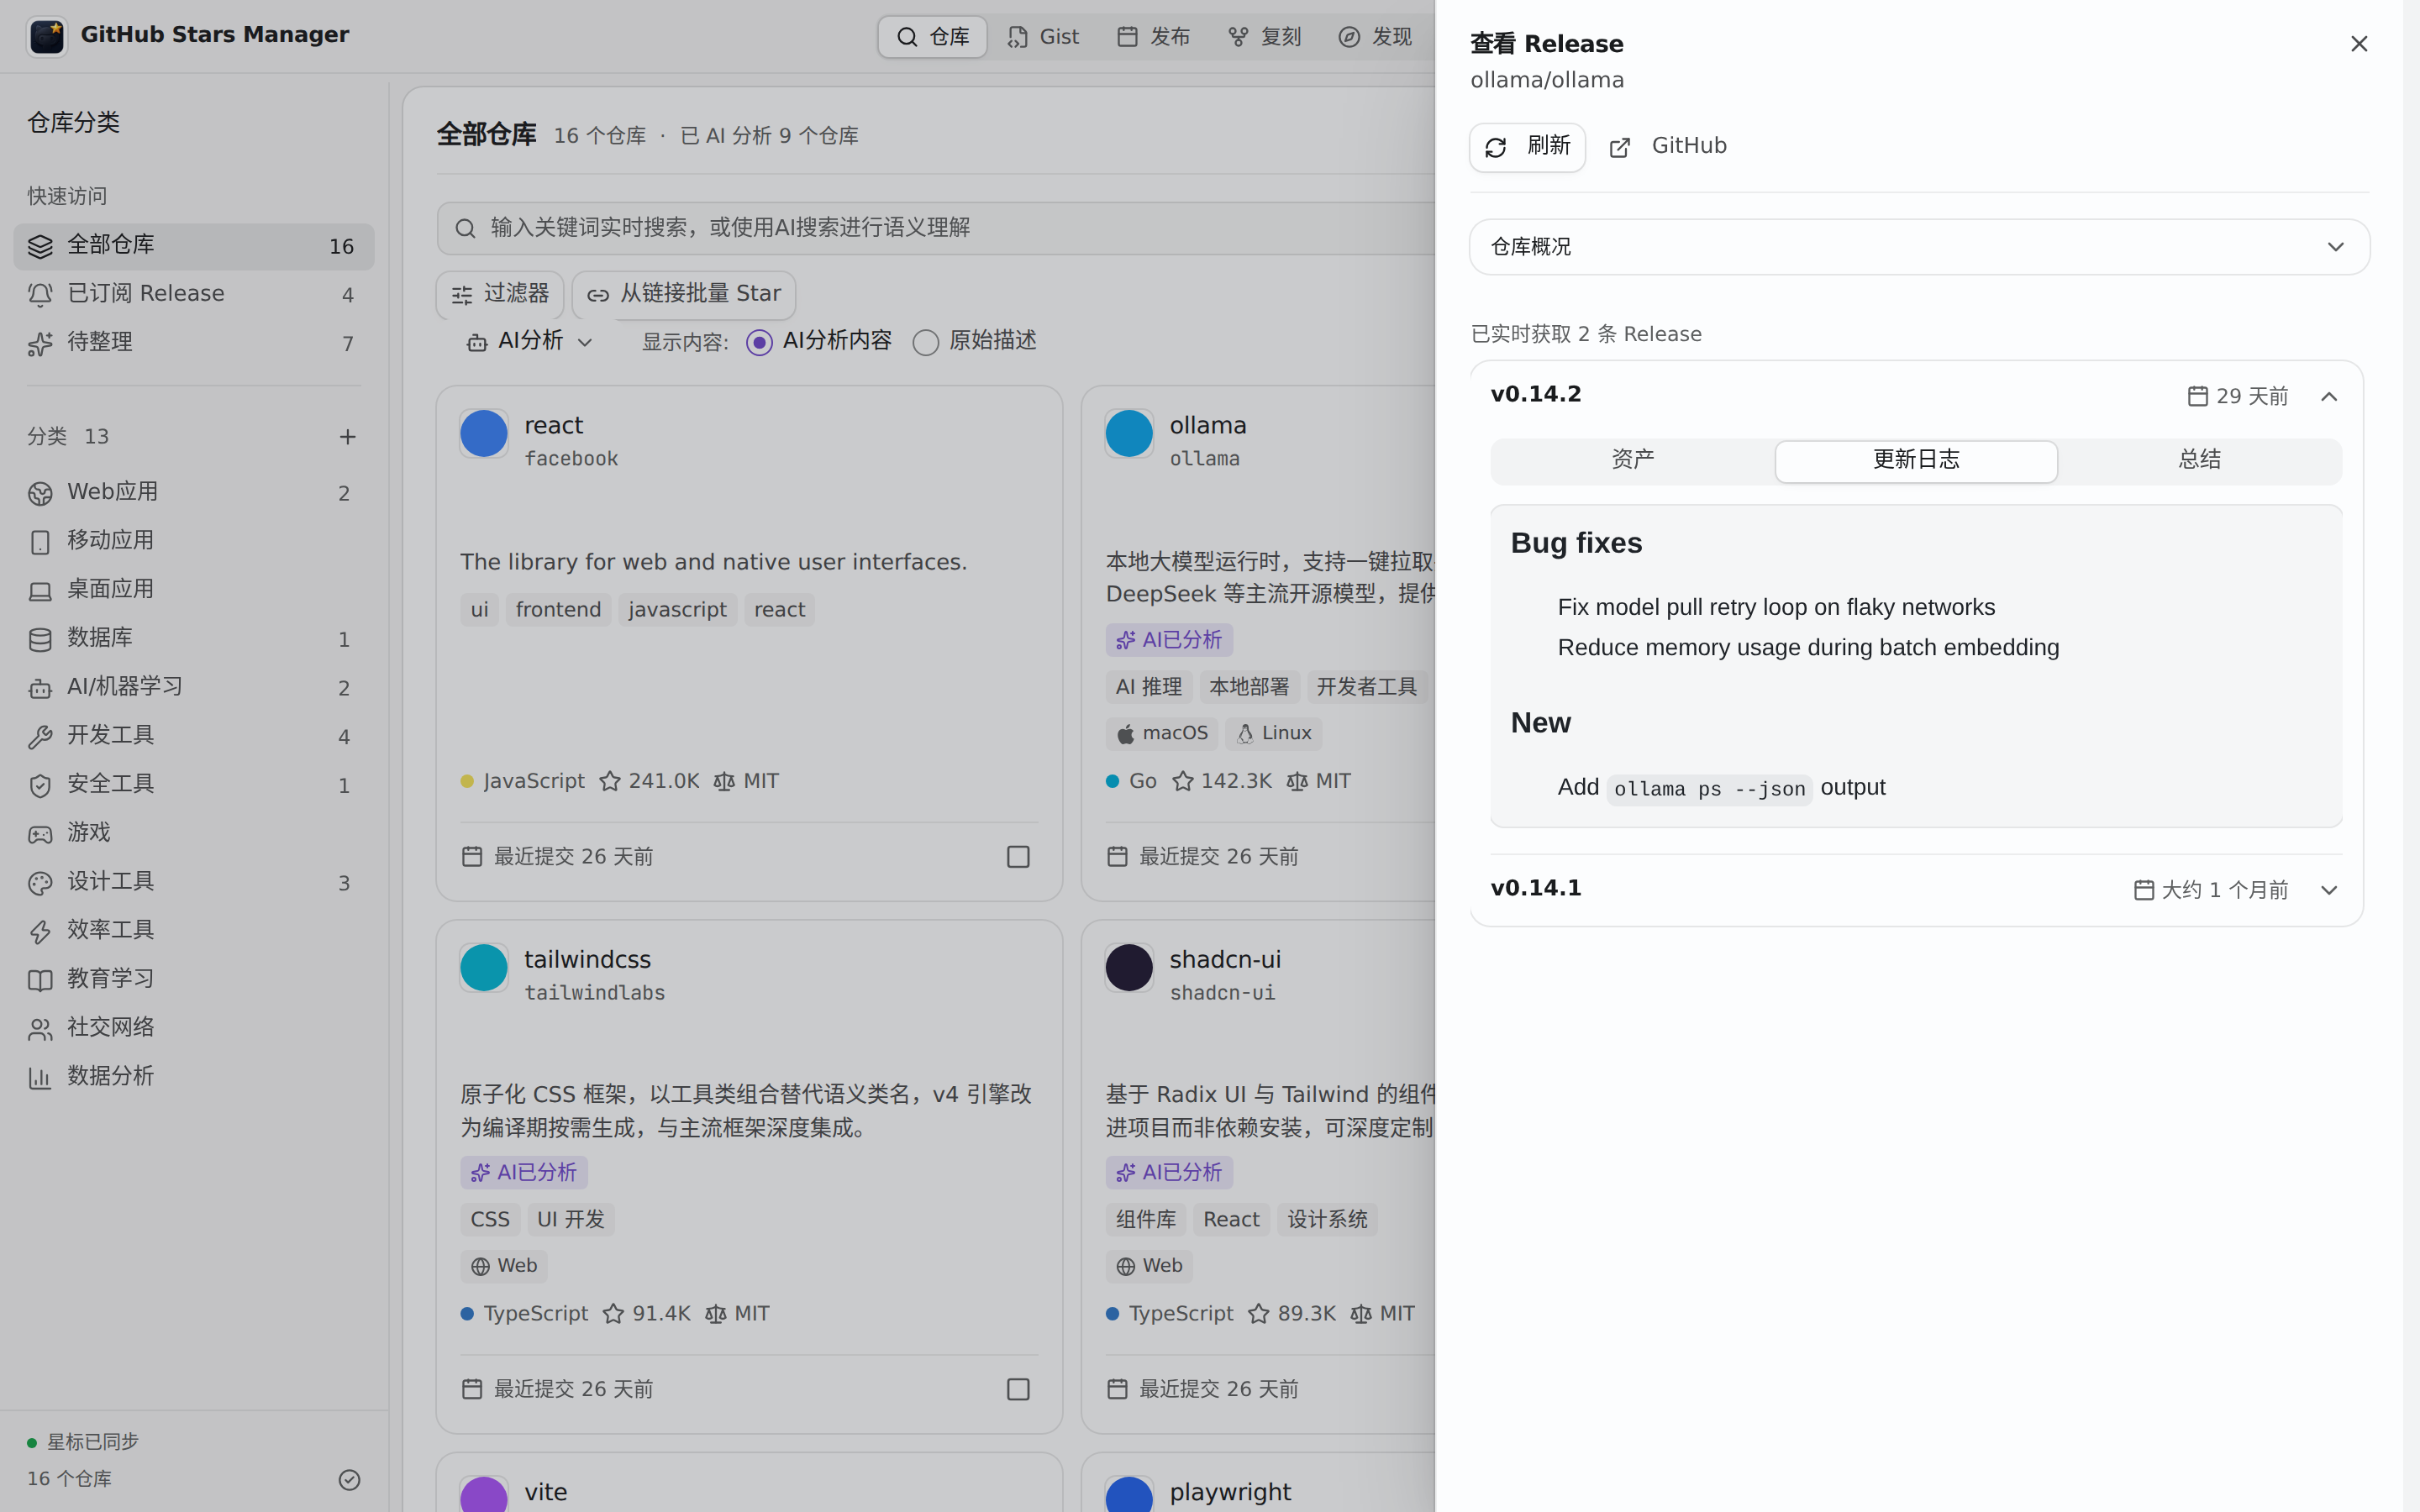 GitHub Stars Manager
仓库
Gist
发布
复刻
发现
仓库分类
快速访问
全部仓库 16
已订阅 Release 4
待整理 7
分类 13
Web应用 2
移动应用
桌面应用
数据库 1
AI/机器学习 2
开发工具 4
安全工具 1
游戏
设计工具 3
效率工具
教育学习
社交网络
数据分析
星标已同步
16 个仓库
全部仓库 16 个仓库 · 已 AI 分析 9 个仓库
输入关键词实时搜索，或使用AI搜索进行语义理解
过滤器 从链接批量 Star
AI分析 显示内容: AI分析内容 原始描述
react
facebook
The library for web and native user interfaces.
ui frontend javascript react
JavaScript 241.0K MIT
最近提交 26 天前
ollama
ollama
本地大模型运行时，支持一键拉取
DeepSeek 等主流开源模型，提供
AI已分析
AI 推理 本地部署 开发者工具
macOS Linux
Go 142.3K MIT
最近提交 26 天前
tailwindcss
tailwindlabs
原子化 CSS 框架，以工具类组合替代语义类名，v4 引擎改
为编译期按需生成，与主流框架深度集成。
AI已分析
CSS UI 开发
Web
TypeScript 91.4K MIT
最近提交 26 天前
shadcn-ui
shadcn-ui
基于 Radix UI 与 Tailwind 的组件
进项目而非依赖安装，可深度定制
AI已分析
组件库 React 设计系统
Web
TypeScript 89.3K MIT
最近提交 26 天前
vite
playwright
查看 Release
ollama/ollama
刷新 GitHub
仓库概况
已实时获取 2 条 Release
v0.14.2 29 天前
资产 更新日志 总结
Bug fixes
Fix model pull retry loop on flaky networks
Reduce memory usage during batch embedding
New
Add ollama ps --json output
v0.14.1 大约 1 个月前